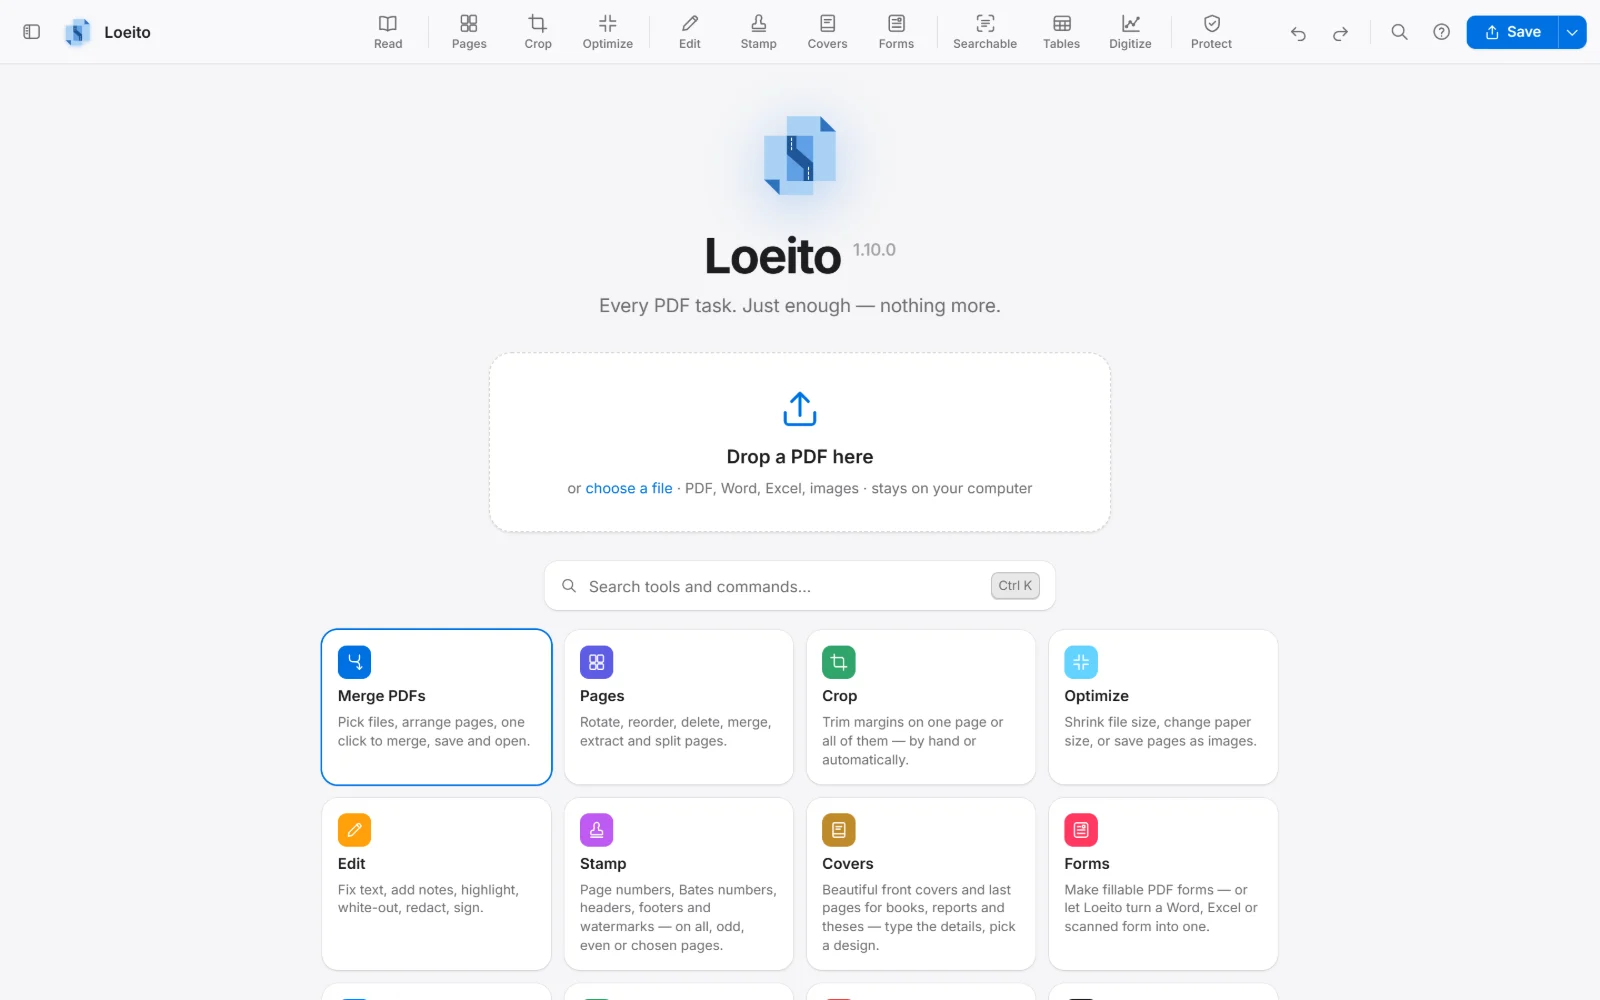 Loeito
Read
Pages
Crop
Optimize
Edit
Stamp
Covers
Forms
Searchable
Tables
Digitize
Protect
Save
Loeito 1.10.0
Every PDF task. Just enough — nothing more.
Drop a PDF here
or choose a file · PDF, Word, Excel, images · stays on your computer
Search tools and commands...
Ctrl K
Merge PDFs
Pick files, arrange pages, one
click to merge, save and open.
Pages
Rotate, reorder, delete, merge,
extract and split pages.
Crop
Trim margins on one page or
all of them — by hand or
automatically.
Optimize
Shrink file size, change paper
size, or save pages as images.
Edit
Fix text, add notes, highlight,
white-out, redact, sign.
Stamp
Page numbers, Bates numbers,
headers, footers and
watermarks — on all, odd,
even or chosen pages.
Covers
Beautiful front covers and last
pages for books, reports and
theses — type the details, pick
a design.
Forms
Make fillable PDF forms — or
let Loeito turn a Word, Excel or
scanned form into one.